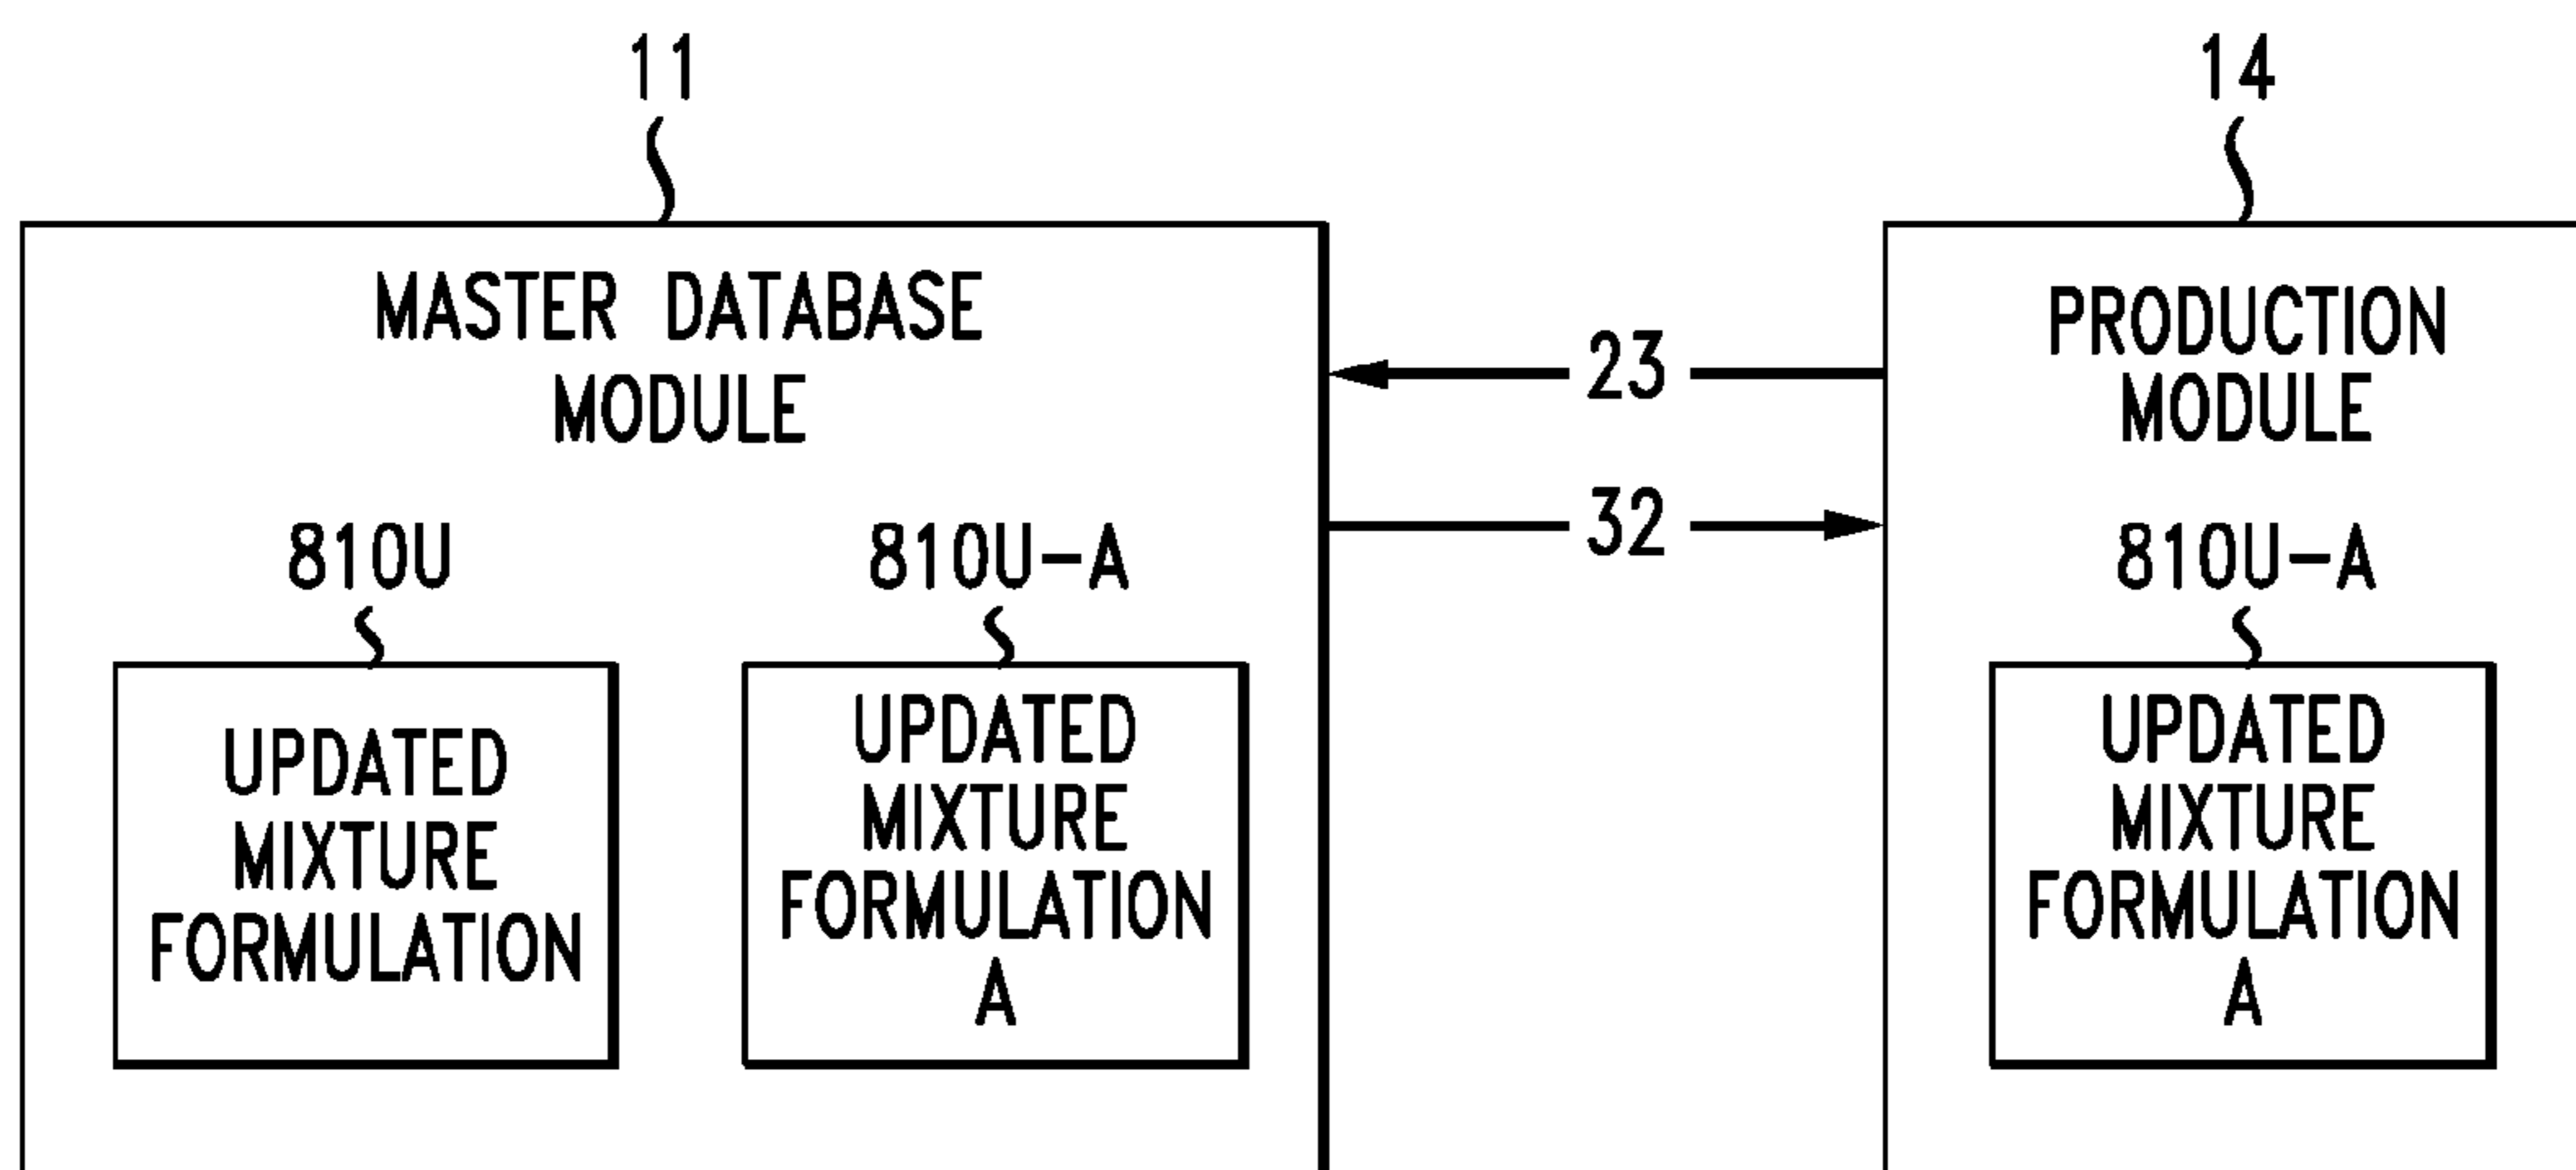 11
14
MASTER DATABASE
MODULE
PRODUCTION
MODULE
23
32
810U
810U-A
810U-A
UPDATED
MIXTURE
FORMULATION
UPDATED
MIXTURE
FORMULATION
A
UPDATED
MIXTURE
FORMULATION
A